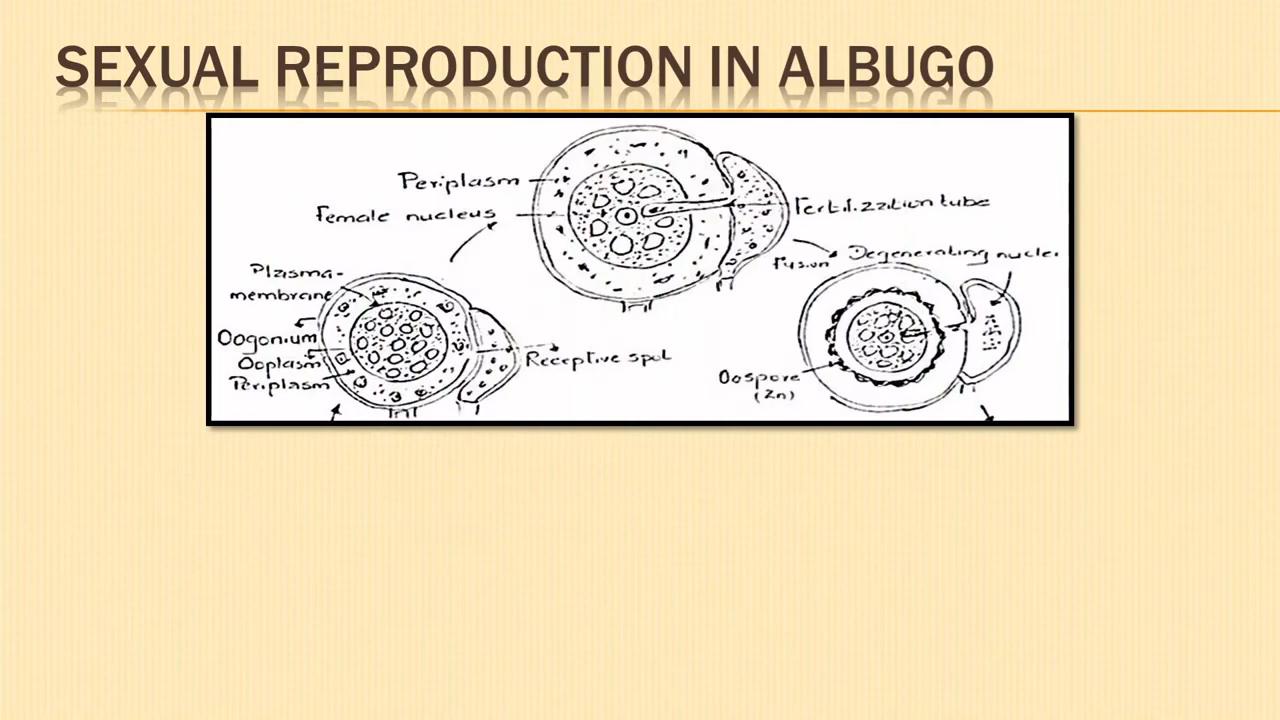 SEXUAL REPRODUCTION IN ALBUGO
Periplasm
Female nucleus
Fertilization tube
Fusion
Degenerating nuclei
Plasma-
membrane
Oogonium
Ooplasm
Periplasm
Receptive spot
Oospore
(2n)